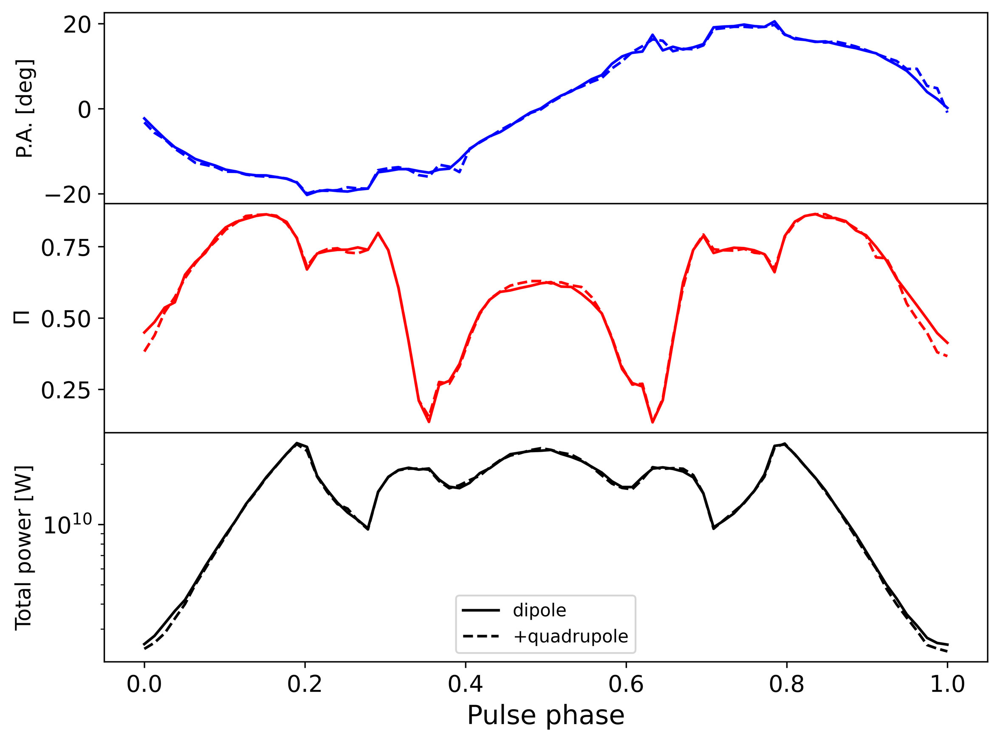 20
0
−20
P.A. [deg]
0.75
0.50
0.25
Π
10¹⁰
Total power [W]
dipole
+quadrupole
0.0 0.2 0.4 0.6 0.8 1.0
Pulse phase